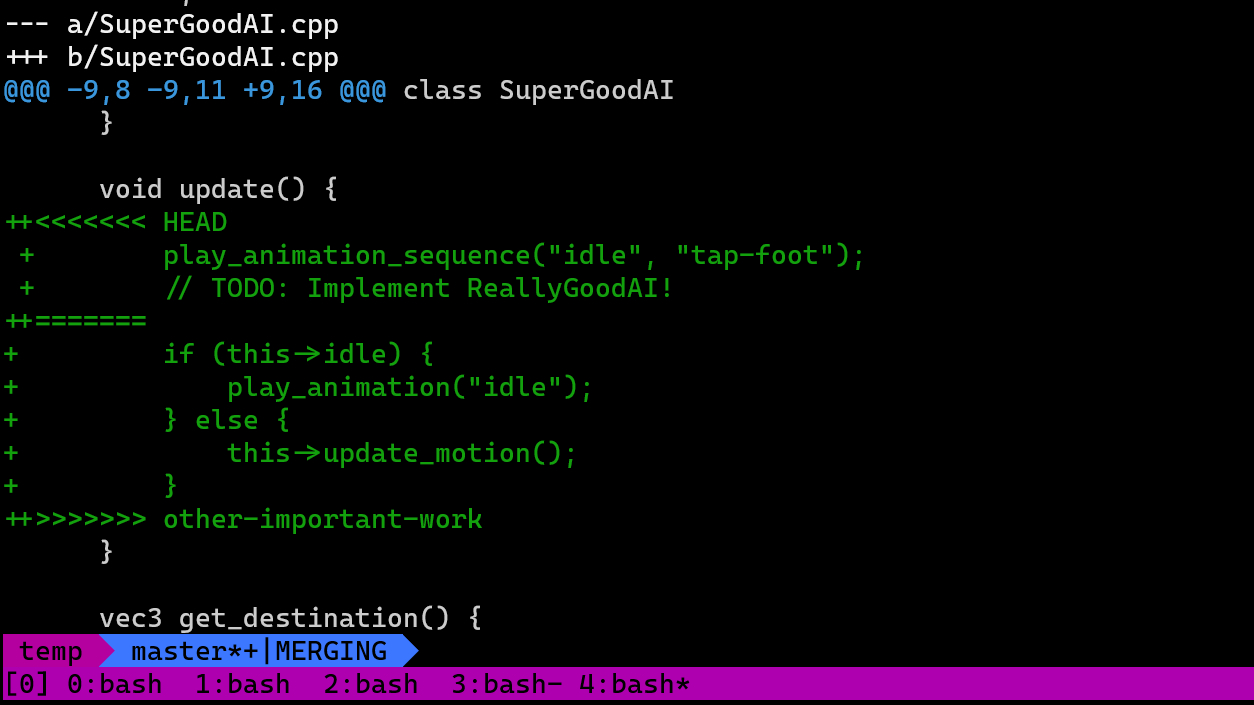 --- a/SuperGoodAI.cpp
+++ b/SuperGoodAI.cpp
@@@ -9,8 -9,11 +9,16 @@@ class SuperGoodAI
      }
      void update() {
++<<<<<<< HEAD
 +        play_animation_sequence("idle", "tap-foot");
 +        // TODO: Implement ReallyGoodAI!
++=======
+         if (this->idle) {
+             play_animation("idle");
+         } else {
+             this->update_motion();
+         }
++>>>>>>> other-important-work
      }
      vec3 get_destination() {
 temp  master*+|MERGING
[0] 0:bash  1:bash  2:bash  3:bash- 4:bash*